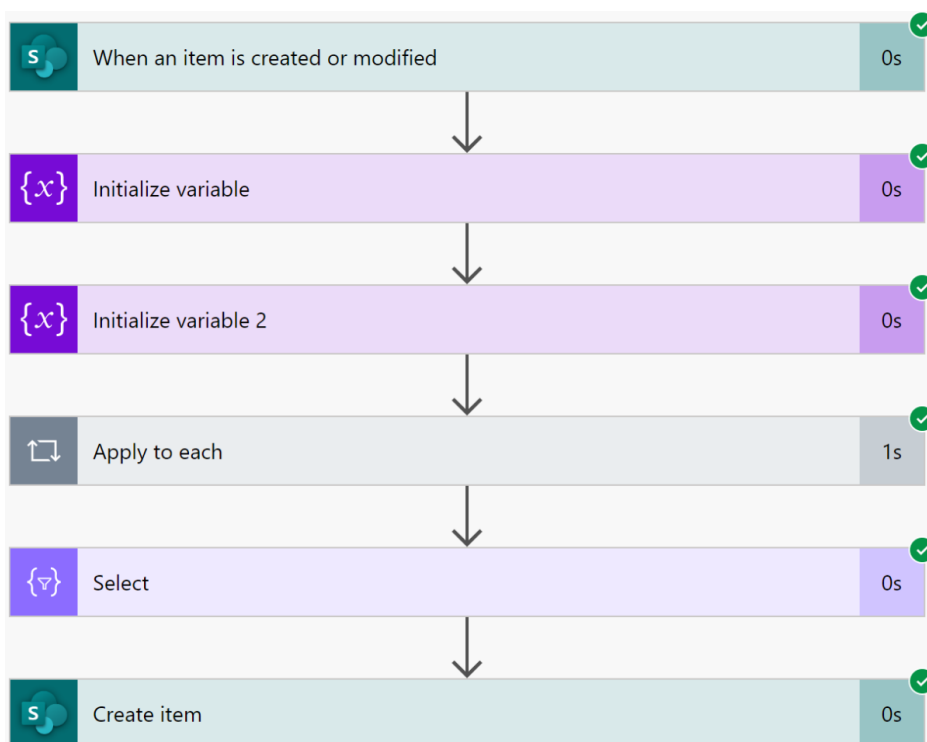 S
When an item is created or modified
0s
{x}
Initialize variable
0s
{x}
Initialize variable 2
0s
Apply to each
1s
Select
0s
S
Create item
0s